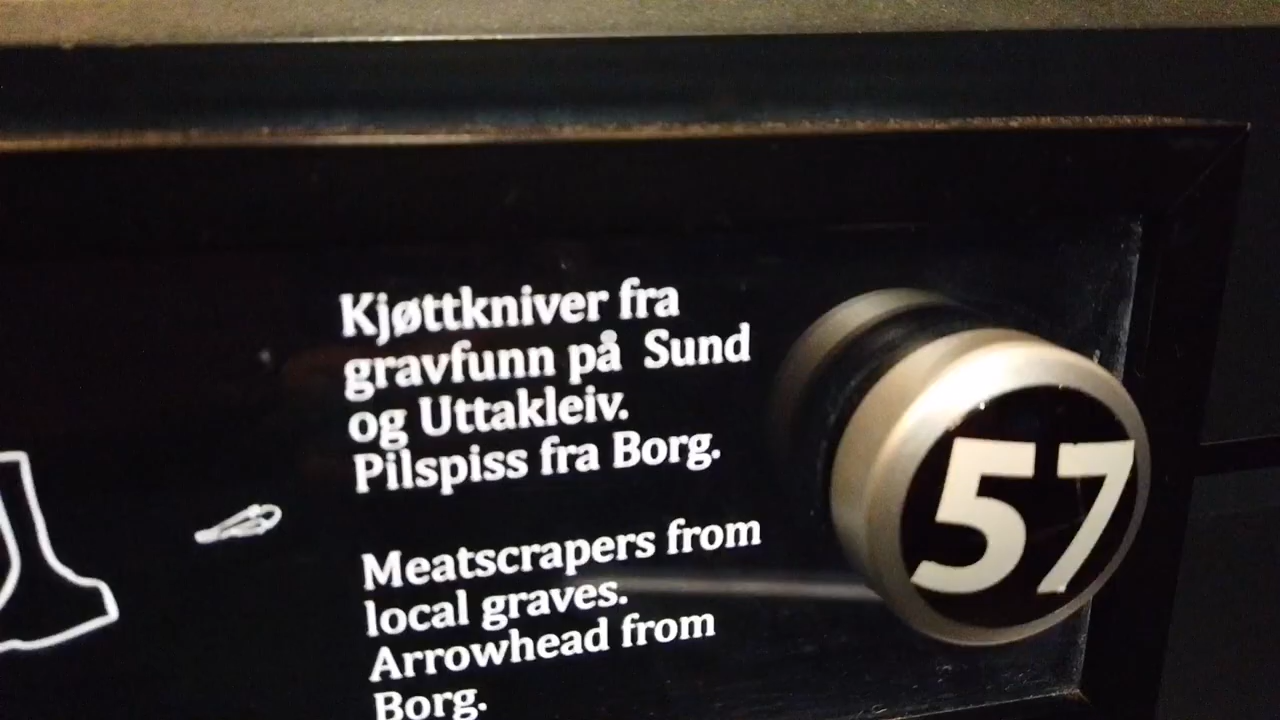 Kjøttkniver fra
gravfunn på Sund
og Uttakleiv.
Pilspiss fra Borg.
Meatscrapers from
local graves.
Arrowhead from
Borg.
57